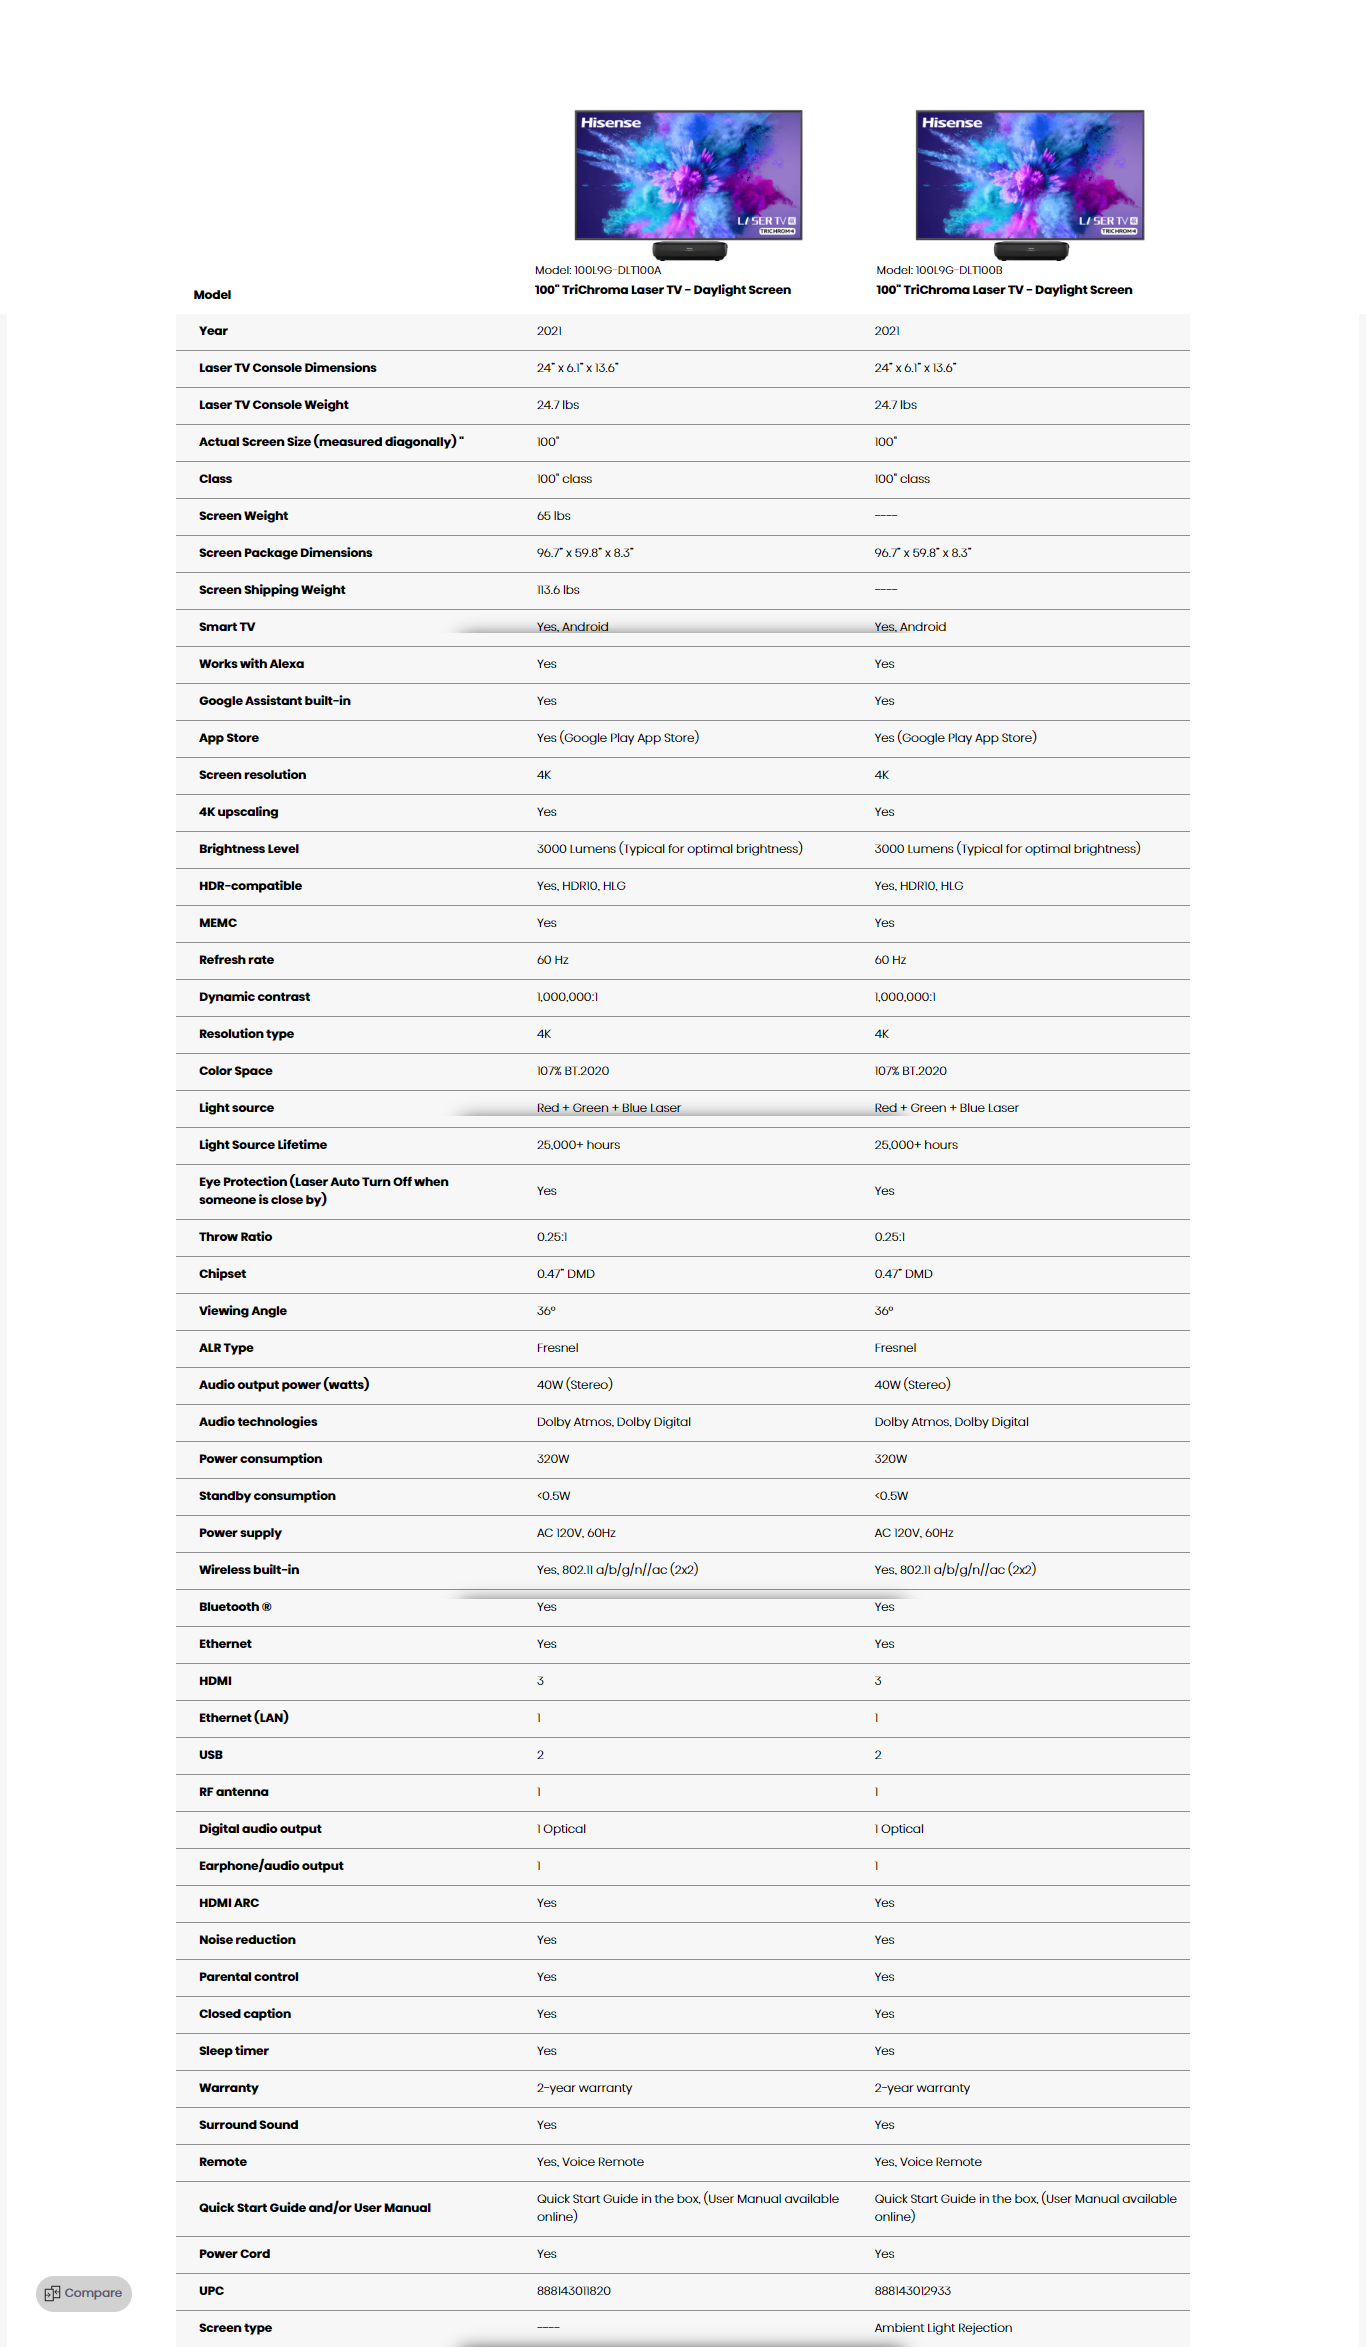 Hisense
LASER TV
TRICHROMA
Hisense
LASER TV
TRICHROMA
Model: 100L9G-DLT100A
Model: 100L9G-DLT100B
Model
100" TriChroma Laser TV - Daylight Screen
100" TriChroma Laser TV - Daylight Screen
Year 2021 2021
Laser TV Console Dimensions 24” x 6.1” x 13.6” 24” x 6.1” x 13.6”
Laser TV Console Weight 24.7 lbs 24.7 lbs
Actual Screen Size (measured diagonally) " 100" 100"
Class 100" class 100" class
Screen Weight 65 lbs ----
Screen Package Dimensions 96.7” x 59.8” x 8.3” 96.7” x 59.8” x 8.3”
Screen Shipping Weight 113.6 lbs ----
Smart TV Yes, Android Yes, Android
Works with Alexa Yes Yes
Google Assistant built-in Yes Yes
App Store Yes (Google Play App Store) Yes (Google Play App Store)
Screen resolution 4K 4K
4K upscaling Yes Yes
Brightness Level 3000 Lumens (Typical for optimal brightness) 3000 Lumens (Typical for optimal brightness)
HDR-compatible Yes, HDR10, HLG Yes, HDR10, HLG
MEMC Yes Yes
Refresh rate 60 Hz 60 Hz
Dynamic contrast 1,000,000:1 1,000,000:1
Resolution type 4K 4K
Color Space 107% BT.2020 107% BT.2020
Light source Red + Green + Blue Laser Red + Green + Blue Laser
Light Source Lifetime 25,000+ hours 25,000+ hours
Eye Protection (Laser Auto Turn Off when
someone is close by) Yes Yes
Throw Ratio 0.25:1 0.25:1
Chipset 0.47” DMD 0.47” DMD
Viewing Angle 36º 36º
ALR Type Fresnel Fresnel
Audio output power (watts) 40W (Stereo) 40W (Stereo)
Audio technologies Dolby Atmos, Dolby Digital Dolby Atmos, Dolby Digital
Power consumption 320W 320W
Standby consumption <0.5W <0.5W
Power supply AC 120V, 60Hz AC 120V, 60Hz
Wireless built-in Yes, 802.11 a/b/g/n//ac (2x2) Yes, 802.11 a/b/g/n//ac (2x2)
Bluetooth ® Yes Yes
Ethernet Yes Yes
HDMI 3 3
Ethernet (LAN) 1 1
USB 2 2
RF antenna 1 1
Digital audio output 1 Optical 1 Optical
Earphone/audio output 1 1
HDMI ARC Yes Yes
Noise reduction Yes Yes
Parental control Yes Yes
Closed caption Yes Yes
Sleep timer Yes Yes
Warranty 2-year warranty 2-year warranty
Surround Sound Yes Yes
Remote Yes, Voice Remote Yes, Voice Remote
Quick Start Guide and/or User Manual Quick Start Guide in the box, (User Manual available Quick Start Guide in the box, (User Manual available
online) online)
Power Cord Yes Yes
Compare
UPC 888143011820 888143012933
Screen type ---- Ambient Light Rejection